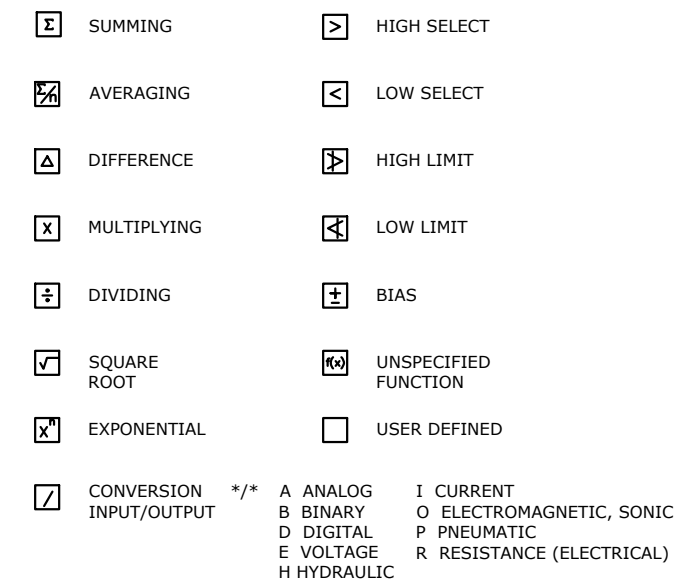 Σ SUMMING
> HIGH SELECT
Σ/n AVERAGING
< LOW SELECT
Δ DIFFERENCE
HIGH LIMIT
X MULTIPLYING
LOW LIMIT
÷ DIVIDING
± BIAS
√ SQUARE
ROOT
f(x) UNSPECIFIED
FUNCTION
Xⁿ EXPONENTIAL
USER DEFINED
/ CONVERSION */*
INPUT/OUTPUT
A ANALOG
B BINARY
D DIGITAL
E VOLTAGE
H HYDRAULIC
I CURRENT
O ELECTROMAGNETIC, SONIC
P PNEUMATIC
R RESISTANCE (ELECTRICAL)